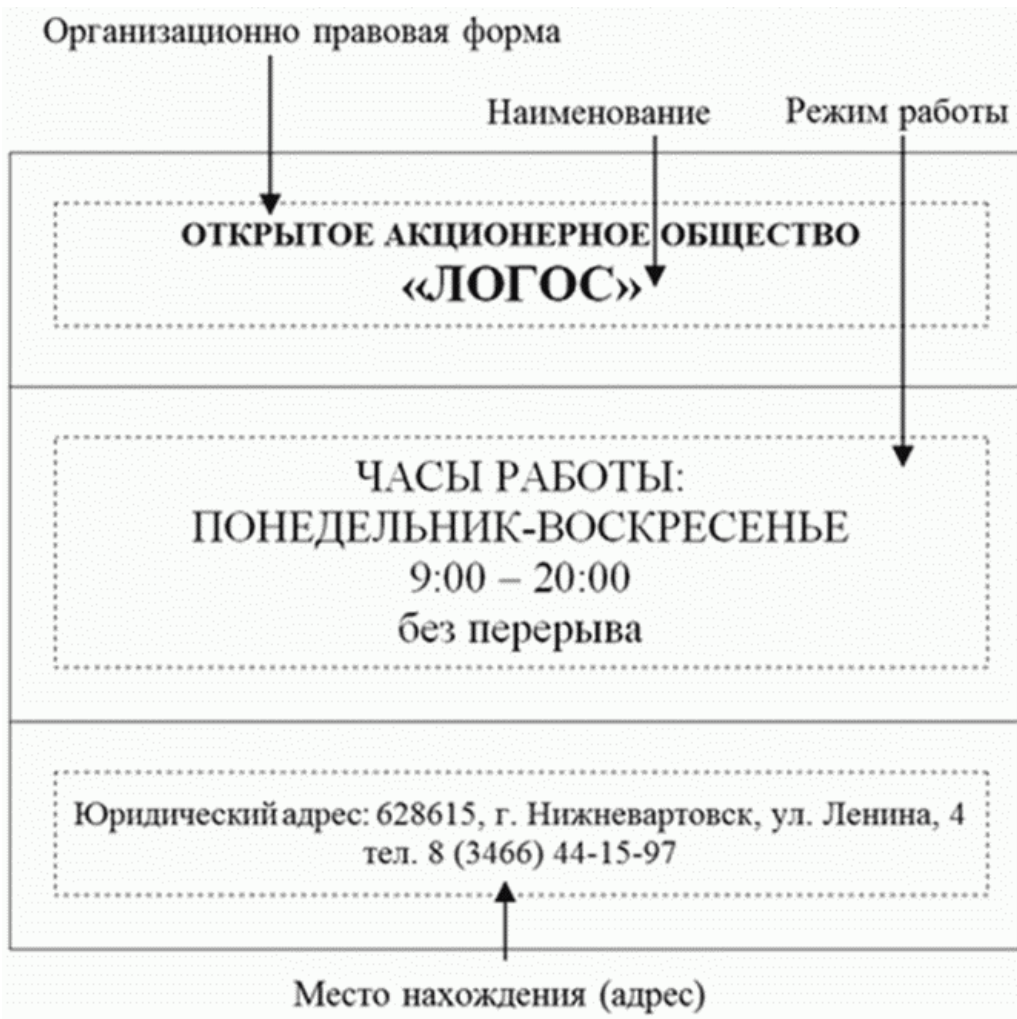 Организационно правовая форма
Наименование
Режим работы
ОТКРЫТОЕ АКЦИОНЕРНОЕ ОБЩЕСТВО
«ЛОГОС»
ЧАСЫ РАБОТЫ:
ПОНЕДЕЛЬНИК-ВОСКРЕСЕНЬЕ
9:00 – 20:00
без перерыва
Юридический адрес: 628615, г. Нижневартовск, ул. Ленина, 4
тел. 8 (3466) 44-15-97
Место нахождения (адрес)